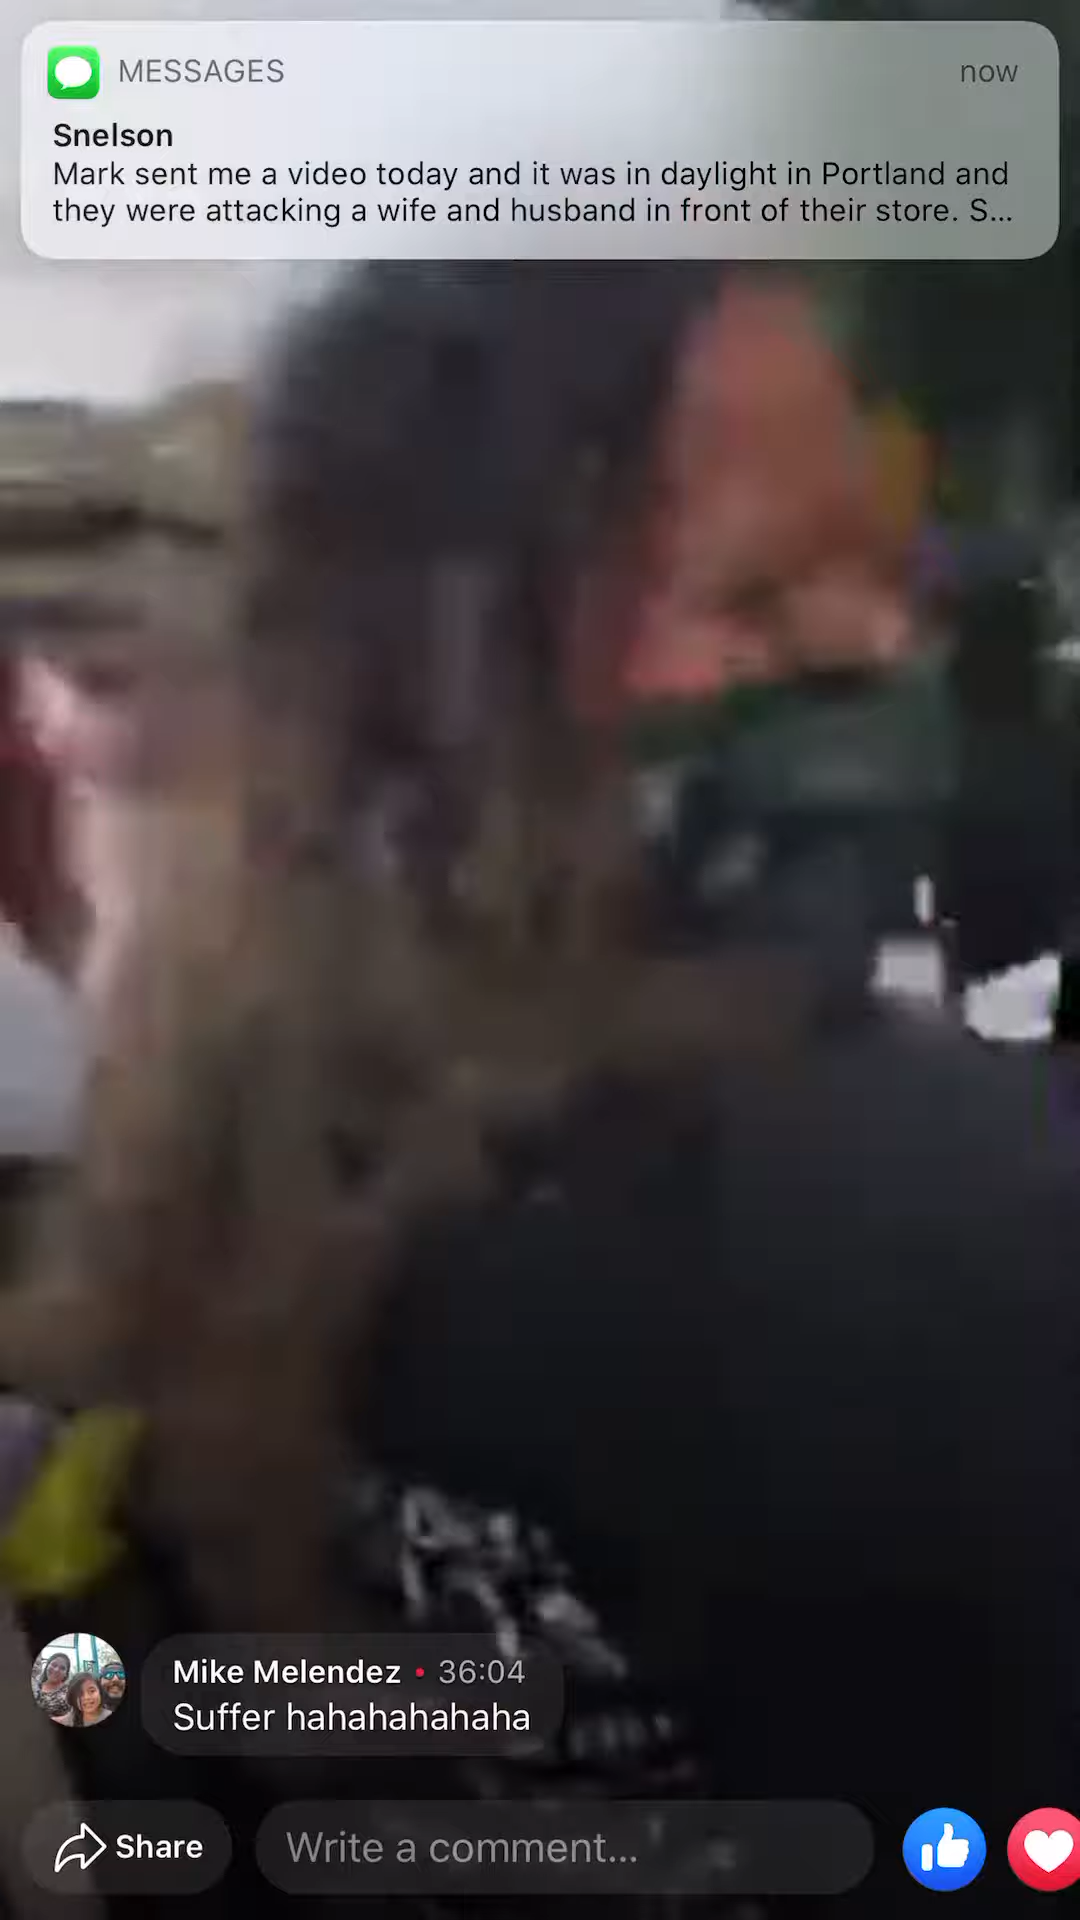 MESSAGES now
Snelson
Mark sent me a video today and it was in daylight in Portland and
they were attacking a wife and husband in front of their store. S...
Mike Melendez • 36:04
Suffer hahahahahaha
Share Write a comment...